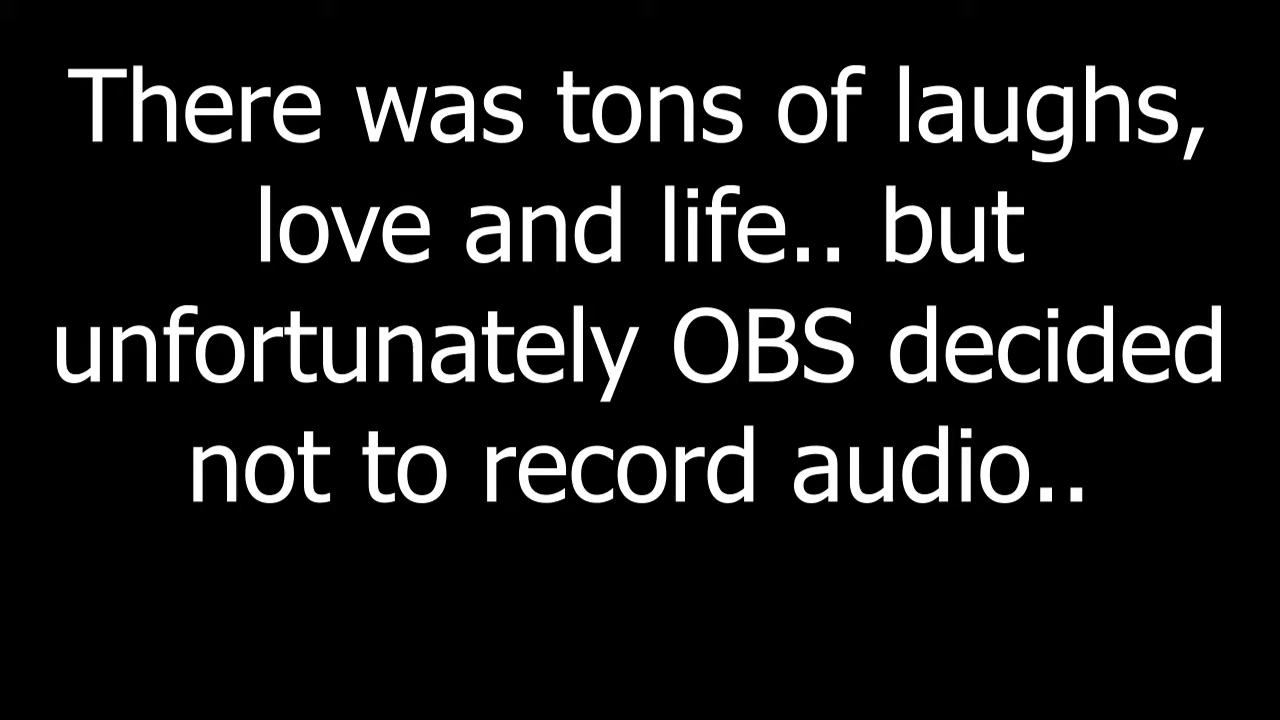 There was tons of laughs,
love and life.. but
unfortunately OBS decided
not to record audio..